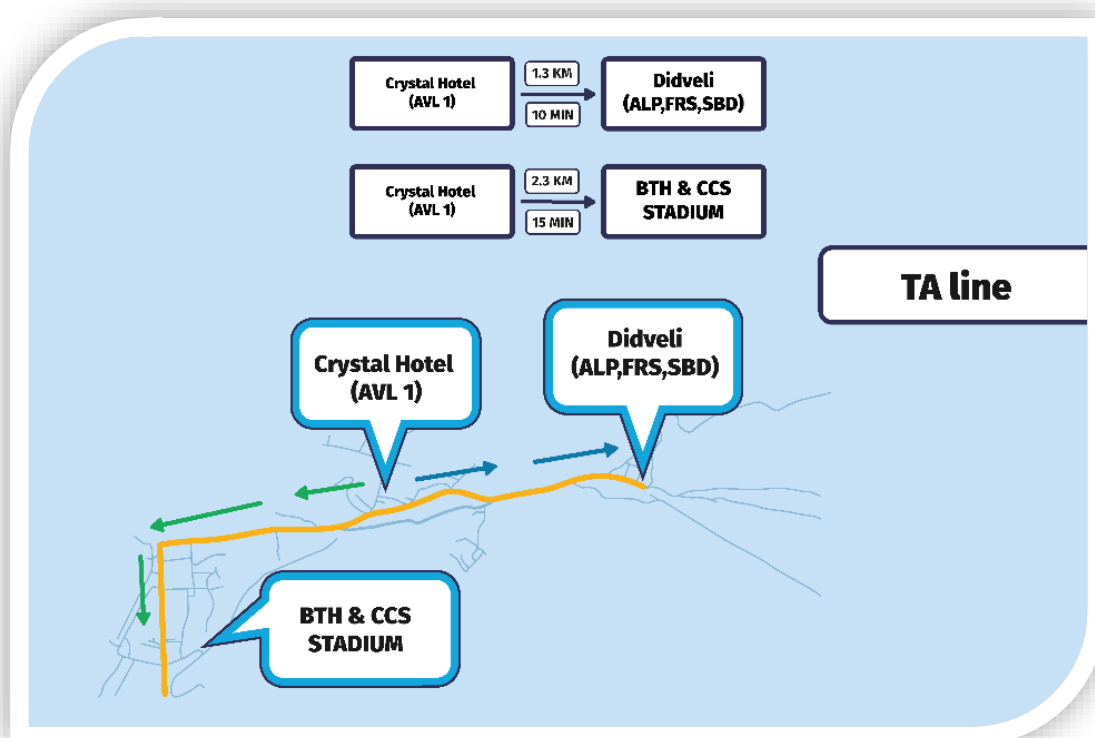 Crystal Hotel
(AVL 1)
1.3 KM
10 MIN
Didveli
(ALP,FRS,SBD)
Crystal Hotel
(AVL 1)
2.3 KM
15 MIN
BTH & CCS
STADIUM
TA line
Crystal Hotel
(AVL 1)
Didveli
(ALP,FRS,SBD)
BTH & CCS
STADIUM